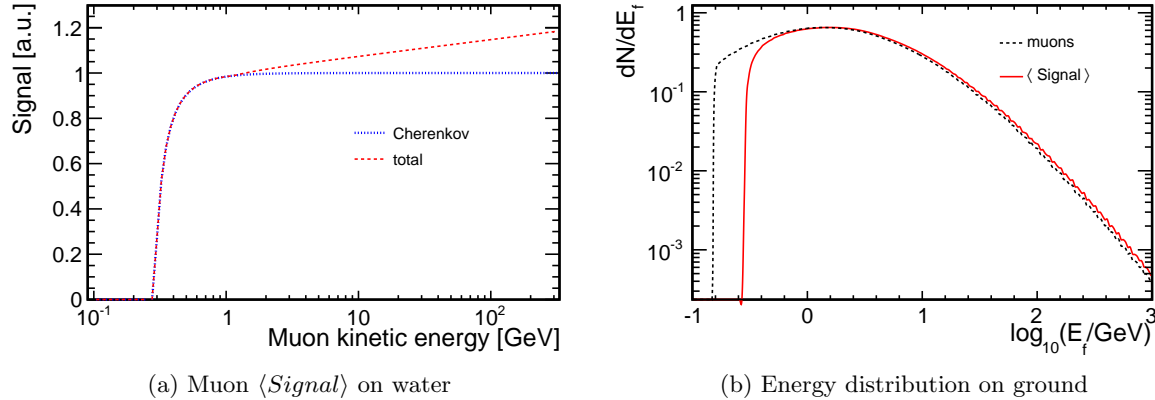 Signal [a.u.]
1.2
1
0.8
0.6
0.4
0.2
0
Cherenkov
total
10⁻¹ 1 10 10²
Muon kinetic energy [GeV]
(a) Muon ⟨Signal⟩ on water
dN/dE_f
1
10⁻¹
10⁻²
10⁻³
muons
⟨ Signal ⟩
-1 0 1 2 3
log₁₀(E_f/GeV)
(b) Energy distribution on ground